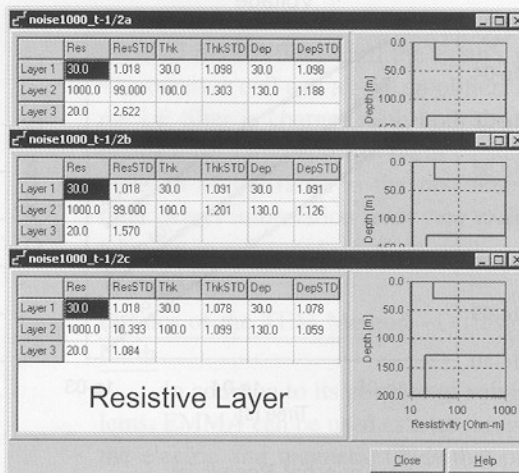 noise1000_t-1/2a
Res ResSTD Thk ThkSTD Dep DepSTD
Layer 1 30.0 1.018 30.0 1.098 30.0 1.098
Layer 2 1000.0 99.000 100.0 1.303 130.0 1.188
Layer 3 20.0 2.622
0.0
50.0
100.0
Depth [m]
noise1000_t-1/2b
Res ResSTD Thk ThkSTD Dep DepSTD
Layer 1 30.0 1.018 30.0 1.091 30.0 1.091
Layer 2 1000.0 99.000 100.0 1.201 130.0 1.126
Layer 3 20.0 1.570
0.0
50.0
100.0
Depth [m]
noise1000_t-1/2c
Res ResSTD Thk ThkSTD Dep DepSTD
Layer 1 30.0 1.018 30.0 1.078 30.0 1.078
Layer 2 1000.0 10.393 100.0 1.099 130.0 1.059
Layer 3 20.0 1.084
Resistive Layer
0.0
50.0
100.0
150.0
200.0
Depth [m]
10 100 1000
Resistivity [Ohm-m]
Close Help